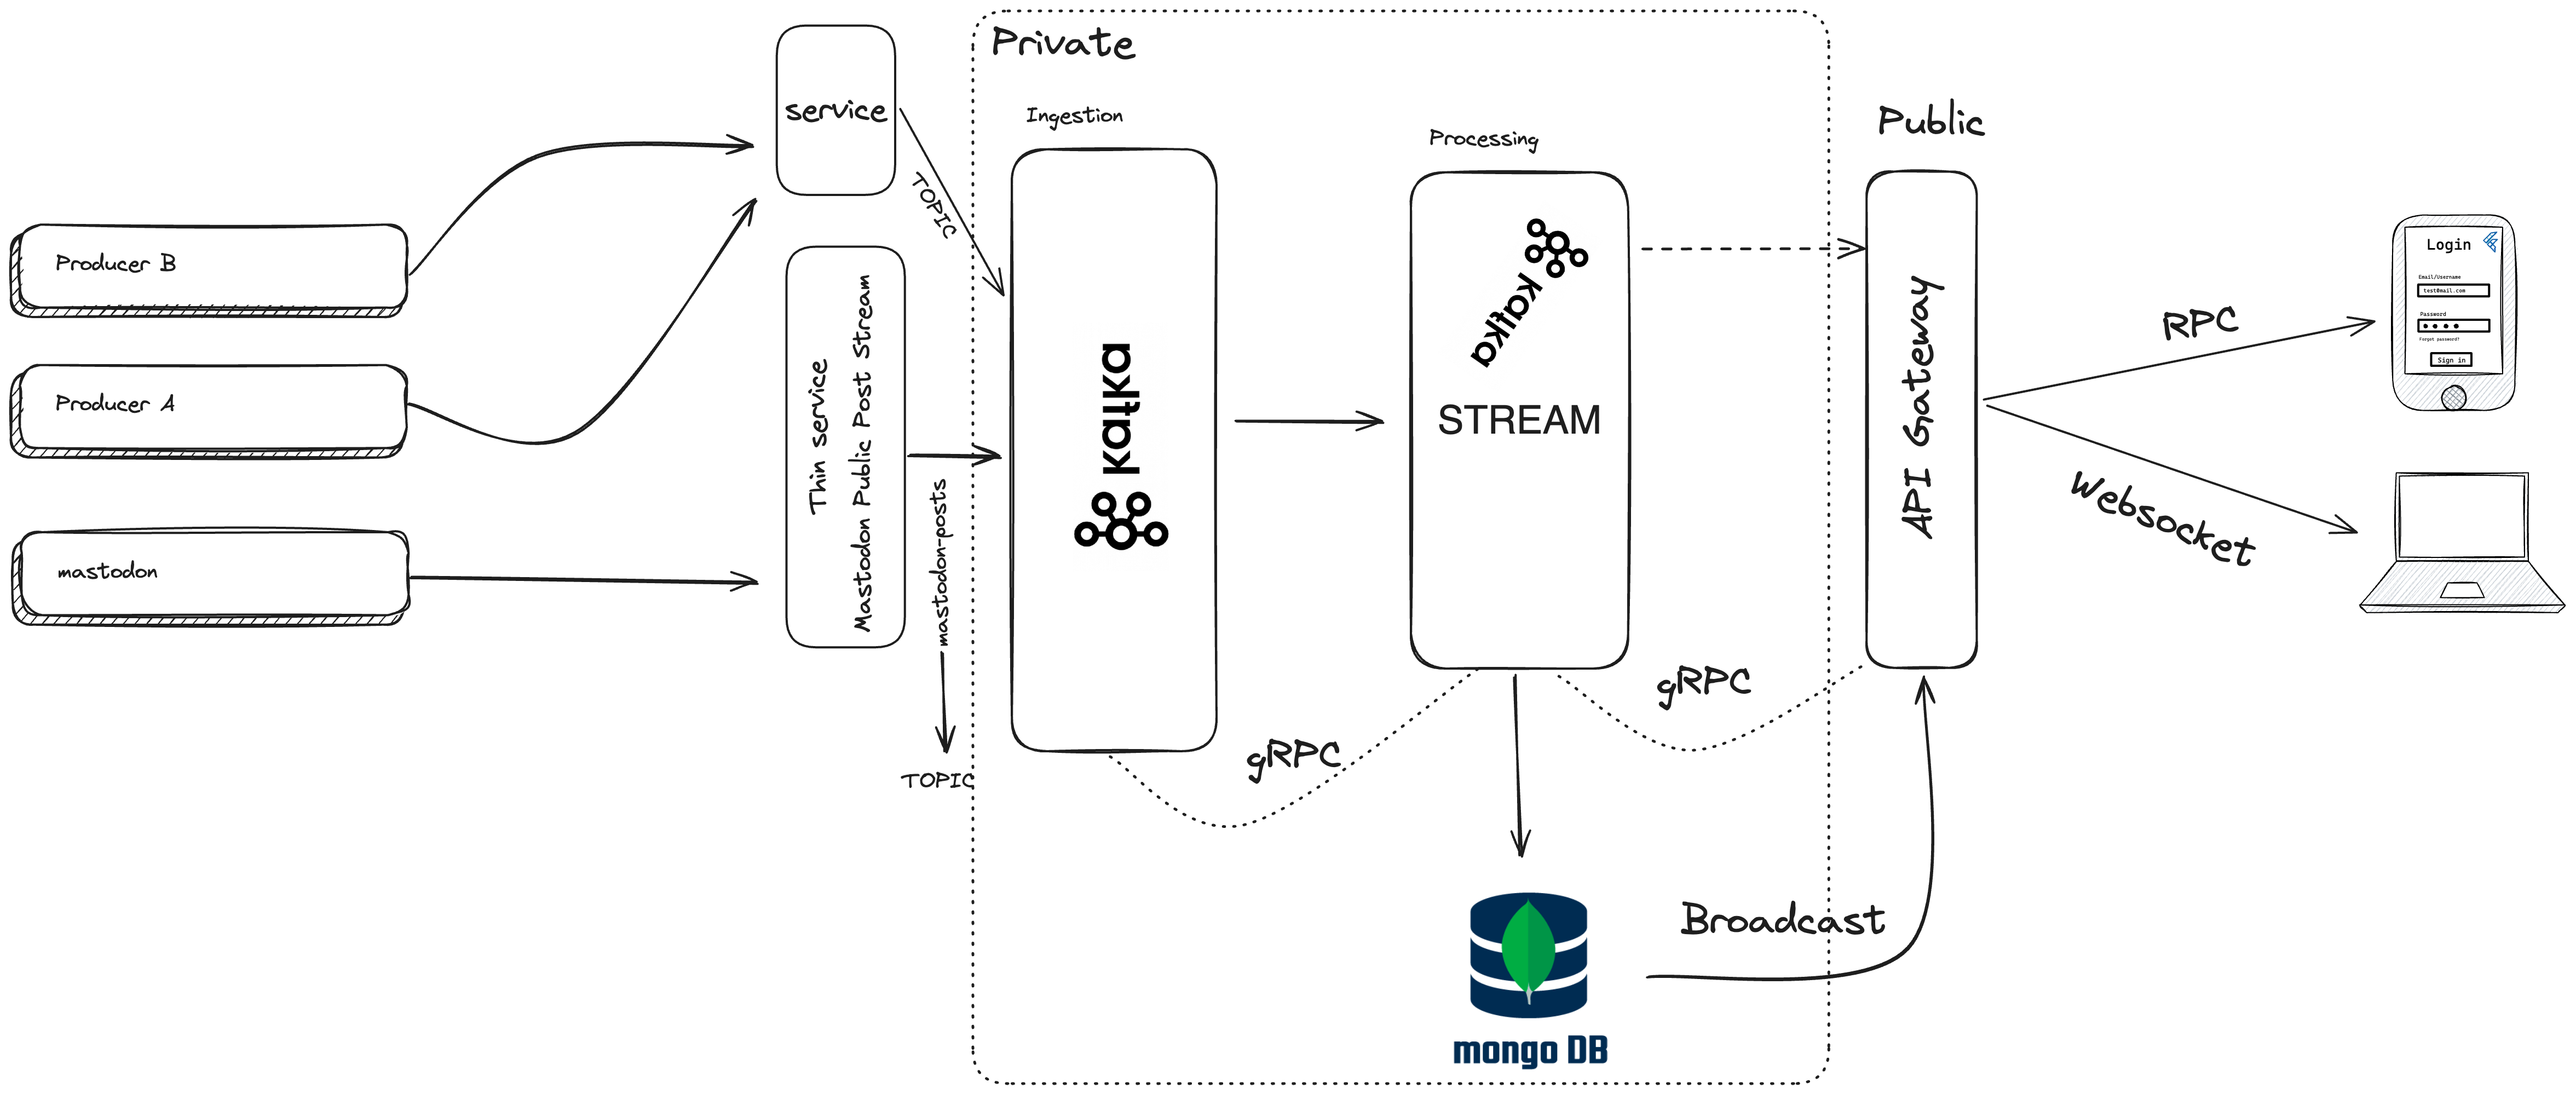 Private
service
Ingestion
Public
Processing
TOPIC
Login
Email/Username
test@mail.com
Password
Forgot password?
Sign in
Producer B
kafka
STREAM
API Gateway
RPC
Websocket
Producer A
Thin service
Mastodon Public Post Stream
kafka
mastodon-posts
mastodon
TOPIC
gRPC
gRPC
Broadcast
mongo DB